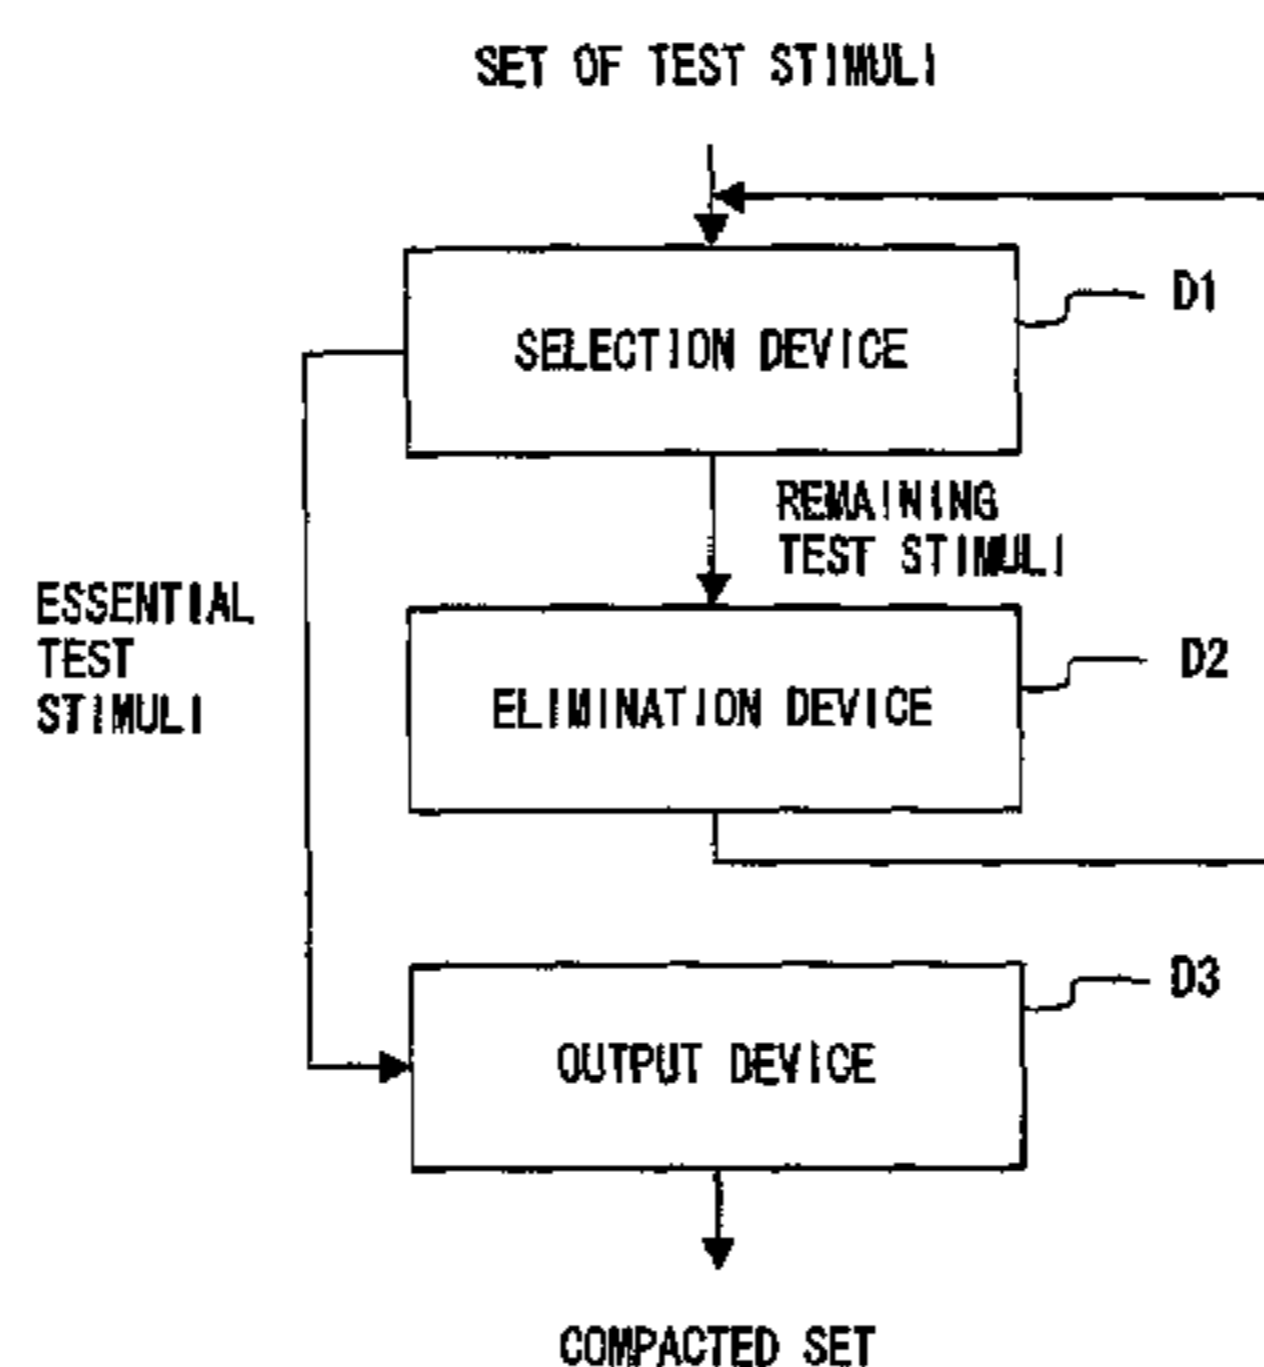 SET OF TEST STIMULI
D1
SELECTION DEVICE
REMAINING
TEST STIMULI
ESSENTIAL
TEST
STIMULI
D2
ELIMINATION DEVICE
D3
OUTPUT DEVICE
COMPACTED SET